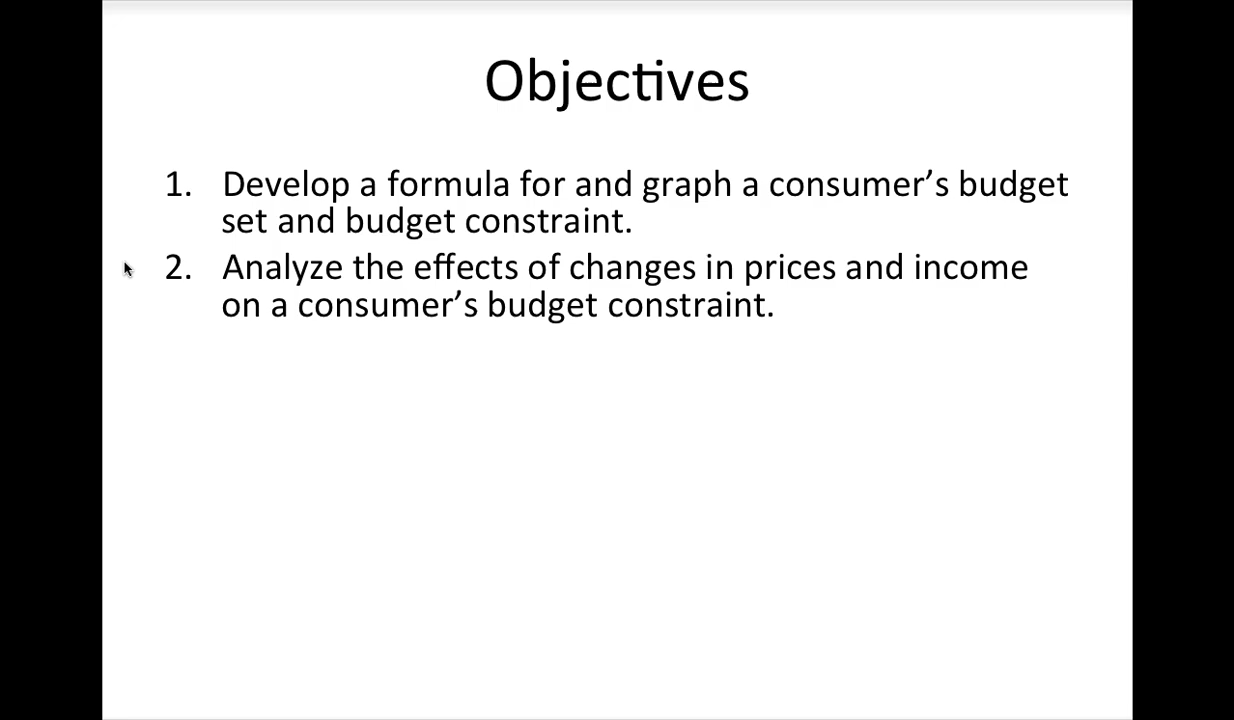 Objectives
1. Develop a formula for and graph a consumer’s budget
set and budget constraint.
2. Analyze the effects of changes in prices and income
on a consumer’s budget constraint.